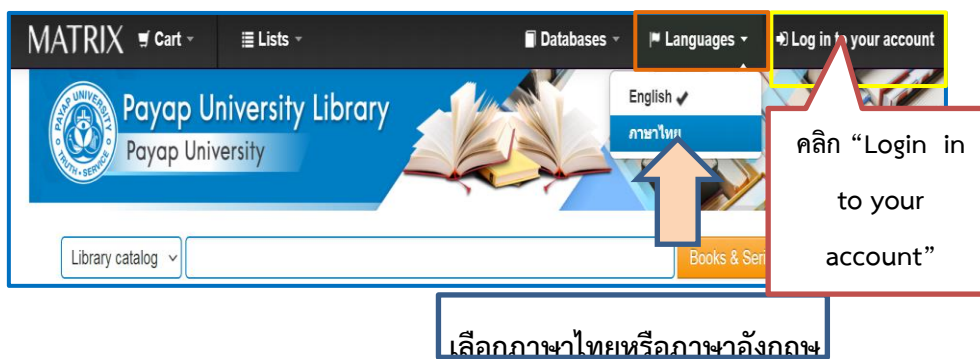 MATRIX Cart Lists Databases Languages Log in to your account
PAYAP UNIVERSITY
TRUTH · SERVICE
Payap University Library
Payap University
English ✔
ภาษาไทย
คลิก “Login in
to your
account”
Library catalog
Books & Seri
เลือกภาษาไทยหรือภาษาอังกฤษ